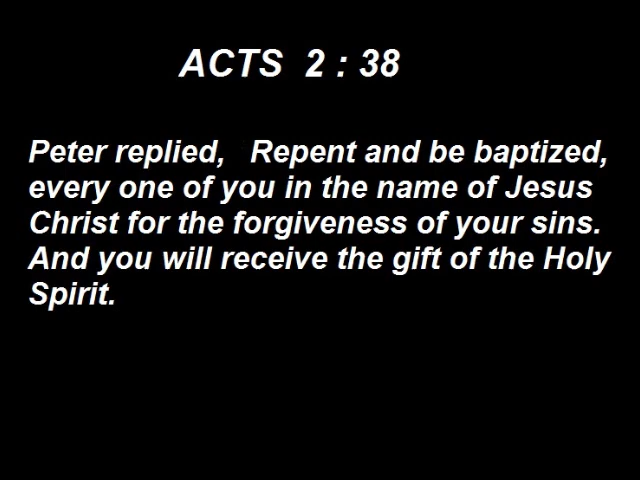 ACTS 2 : 38
Peter replied, Repent and be baptized,
every one of you in the name of Jesus
Christ for the forgiveness of your sins.
And you will receive the gift of the Holy
Spirit.